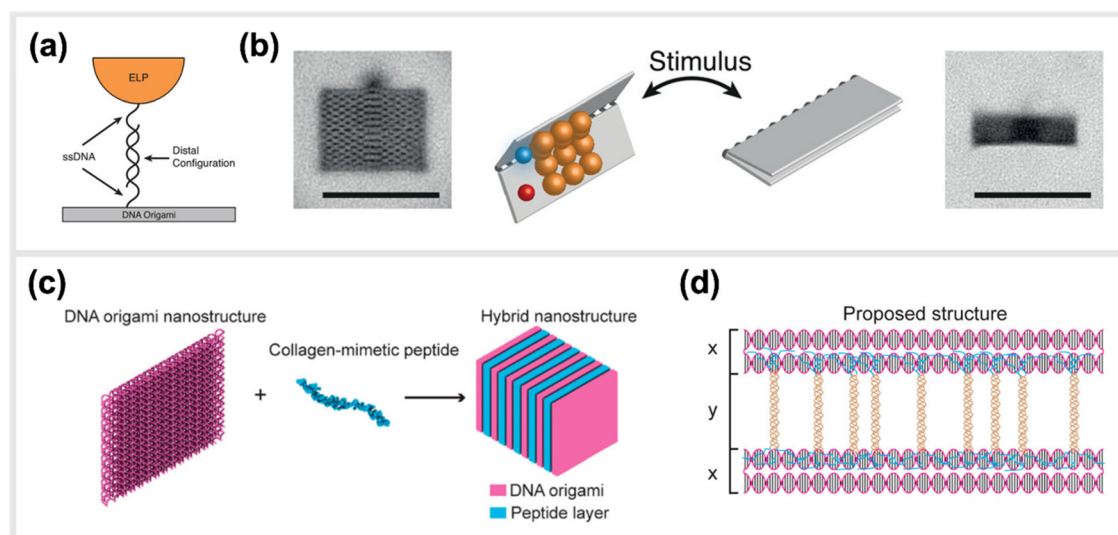 (a)
ELP
ssDNA
Distal
Configuration
DNA Origami
(b)
Stimulus
(c)
DNA origami nanostructure
+
Collagen-mimetic peptide
Hybrid nanostructure
DNA origami
Peptide layer
(d)
Proposed structure
x
y
x